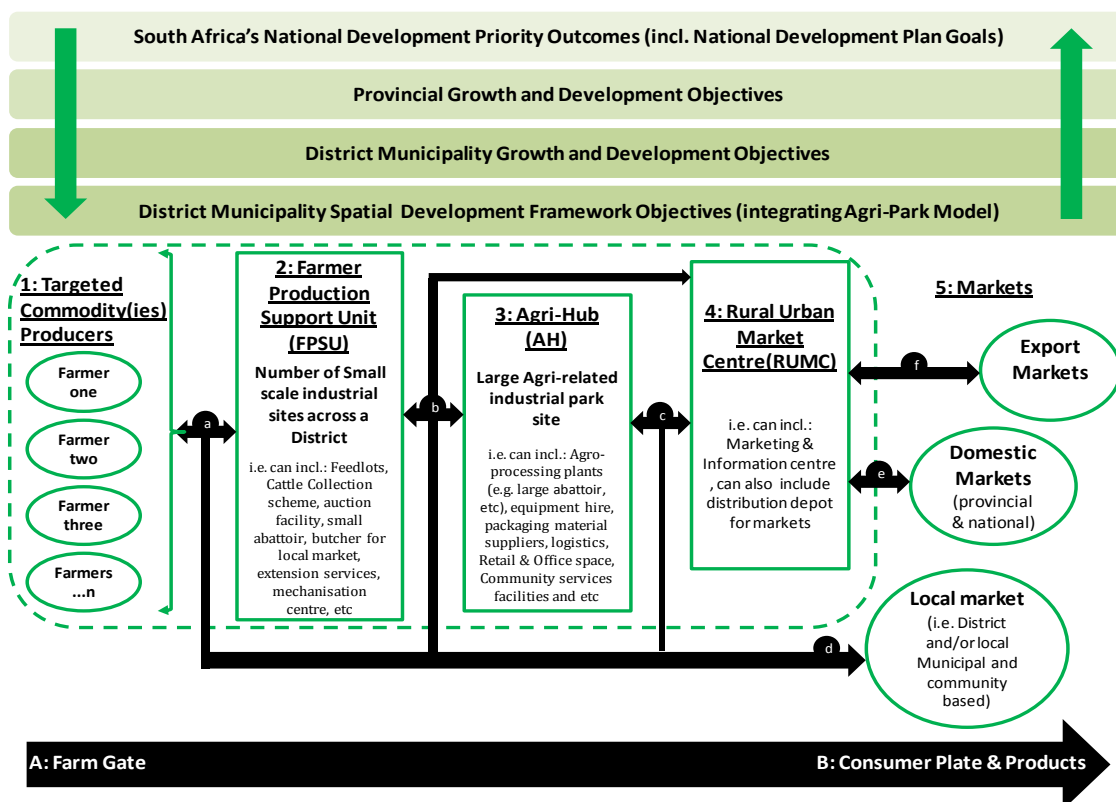 South Africa's National Development Priority Outcomes (incl. National Development Plan Goals)
Provincial Growth and Development Objectives
District Municipality Growth and Development Objectives
District Municipality Spatial Development Framework Objectives (integrating Agri-Park Model)
1: Targeted
Commodity(ies)
Producers
Farmer
one
Farmer
two
Farmer
three
Farmers
...n
a
2: Farmer
Production
Support Unit
(FPSU)
Number of Small
scale industrial
sites across a
District
i.e. can incl.: Feedlots,
Cattle Collection
scheme, auction
facility, small
abattoir, butcher for
local market,
extension services,
mechanisation
centre, etc
b
3: Agri-Hub
(AH)
Large Agri-related
industrial park
site
i.e. can incl.: Agro-
processing plants
(e.g. large abattoir,
etc), equipment hire,
packaging material
suppliers, logistics,
Retail & Office space,
Community services
facilities and etc
c
4: Rural Urban
Market
Centre(RUMC)
i.e. can incl.:
Marketing &
Information centre
, can also include
distribution depot
for markets
5: Markets
f
Export
Markets
e
Domestic
Markets
(provincial
& national)
d
Local market
(i.e. District
and/or local
Municipal and
community
based)
A: Farm Gate
B: Consumer Plate & Products